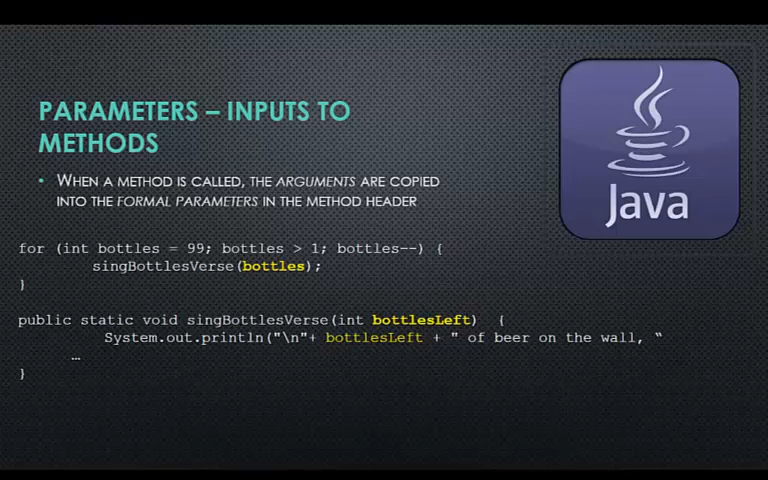 PARAMETERS – INPUTS TO
METHODS
• WHEN A METHOD IS CALLED, THE ARGUMENTS ARE COPIED
INTO THE FORMAL PARAMETERS IN THE METHOD HEADER
Java
for (int bottles = 99; bottles > 1; bottles--) {
singBottlesVerse(bottles);
}
public static void singBottlesVerse(int bottlesLeft) {
System.out.println("\n"+ bottlesLeft + " of beer on the wall, “
…
}